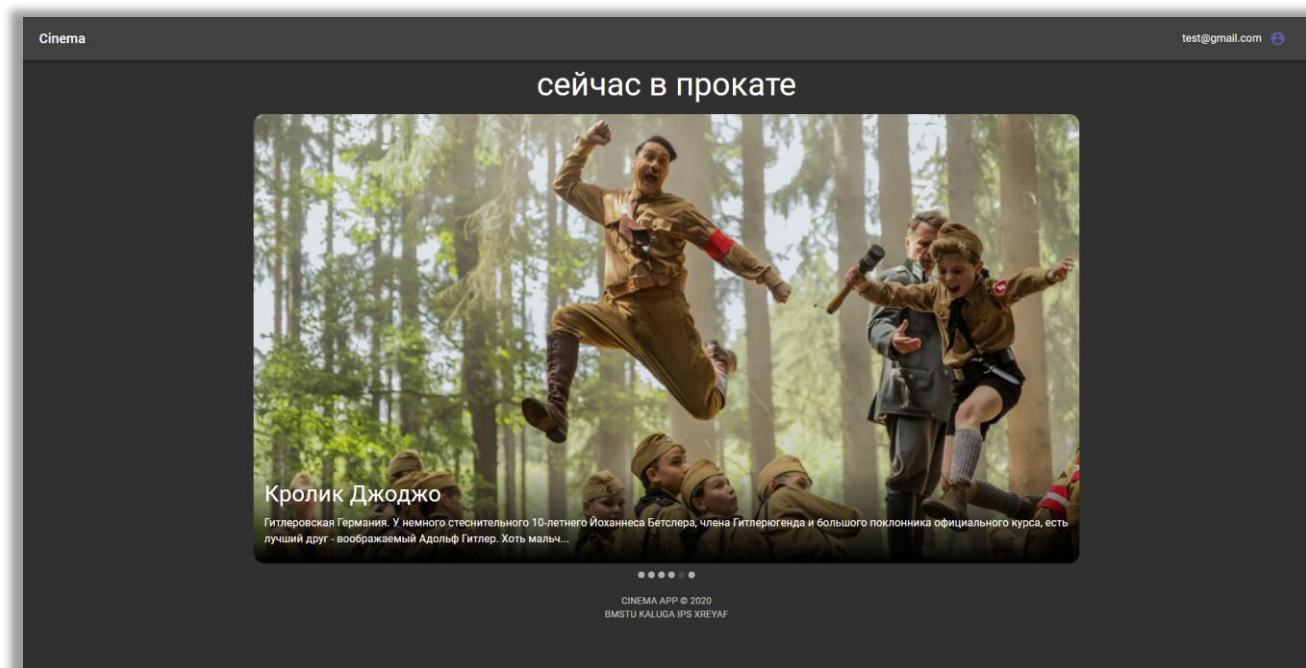 Cinema
test@gmail.com
сейчас в прокате
Кролик Джоджо
Гитлеровская Германия. У немного стеснительного 10-летнего Йоханнеса Бетслера, члена Гитлерюгенда и большого поклонника официального курса, есть
лучший друг - воображаемый Адольф Гитлер. Хоть мальч...
CINEMA APP © 2020
BMSTU KALUGA IPS XREYAF